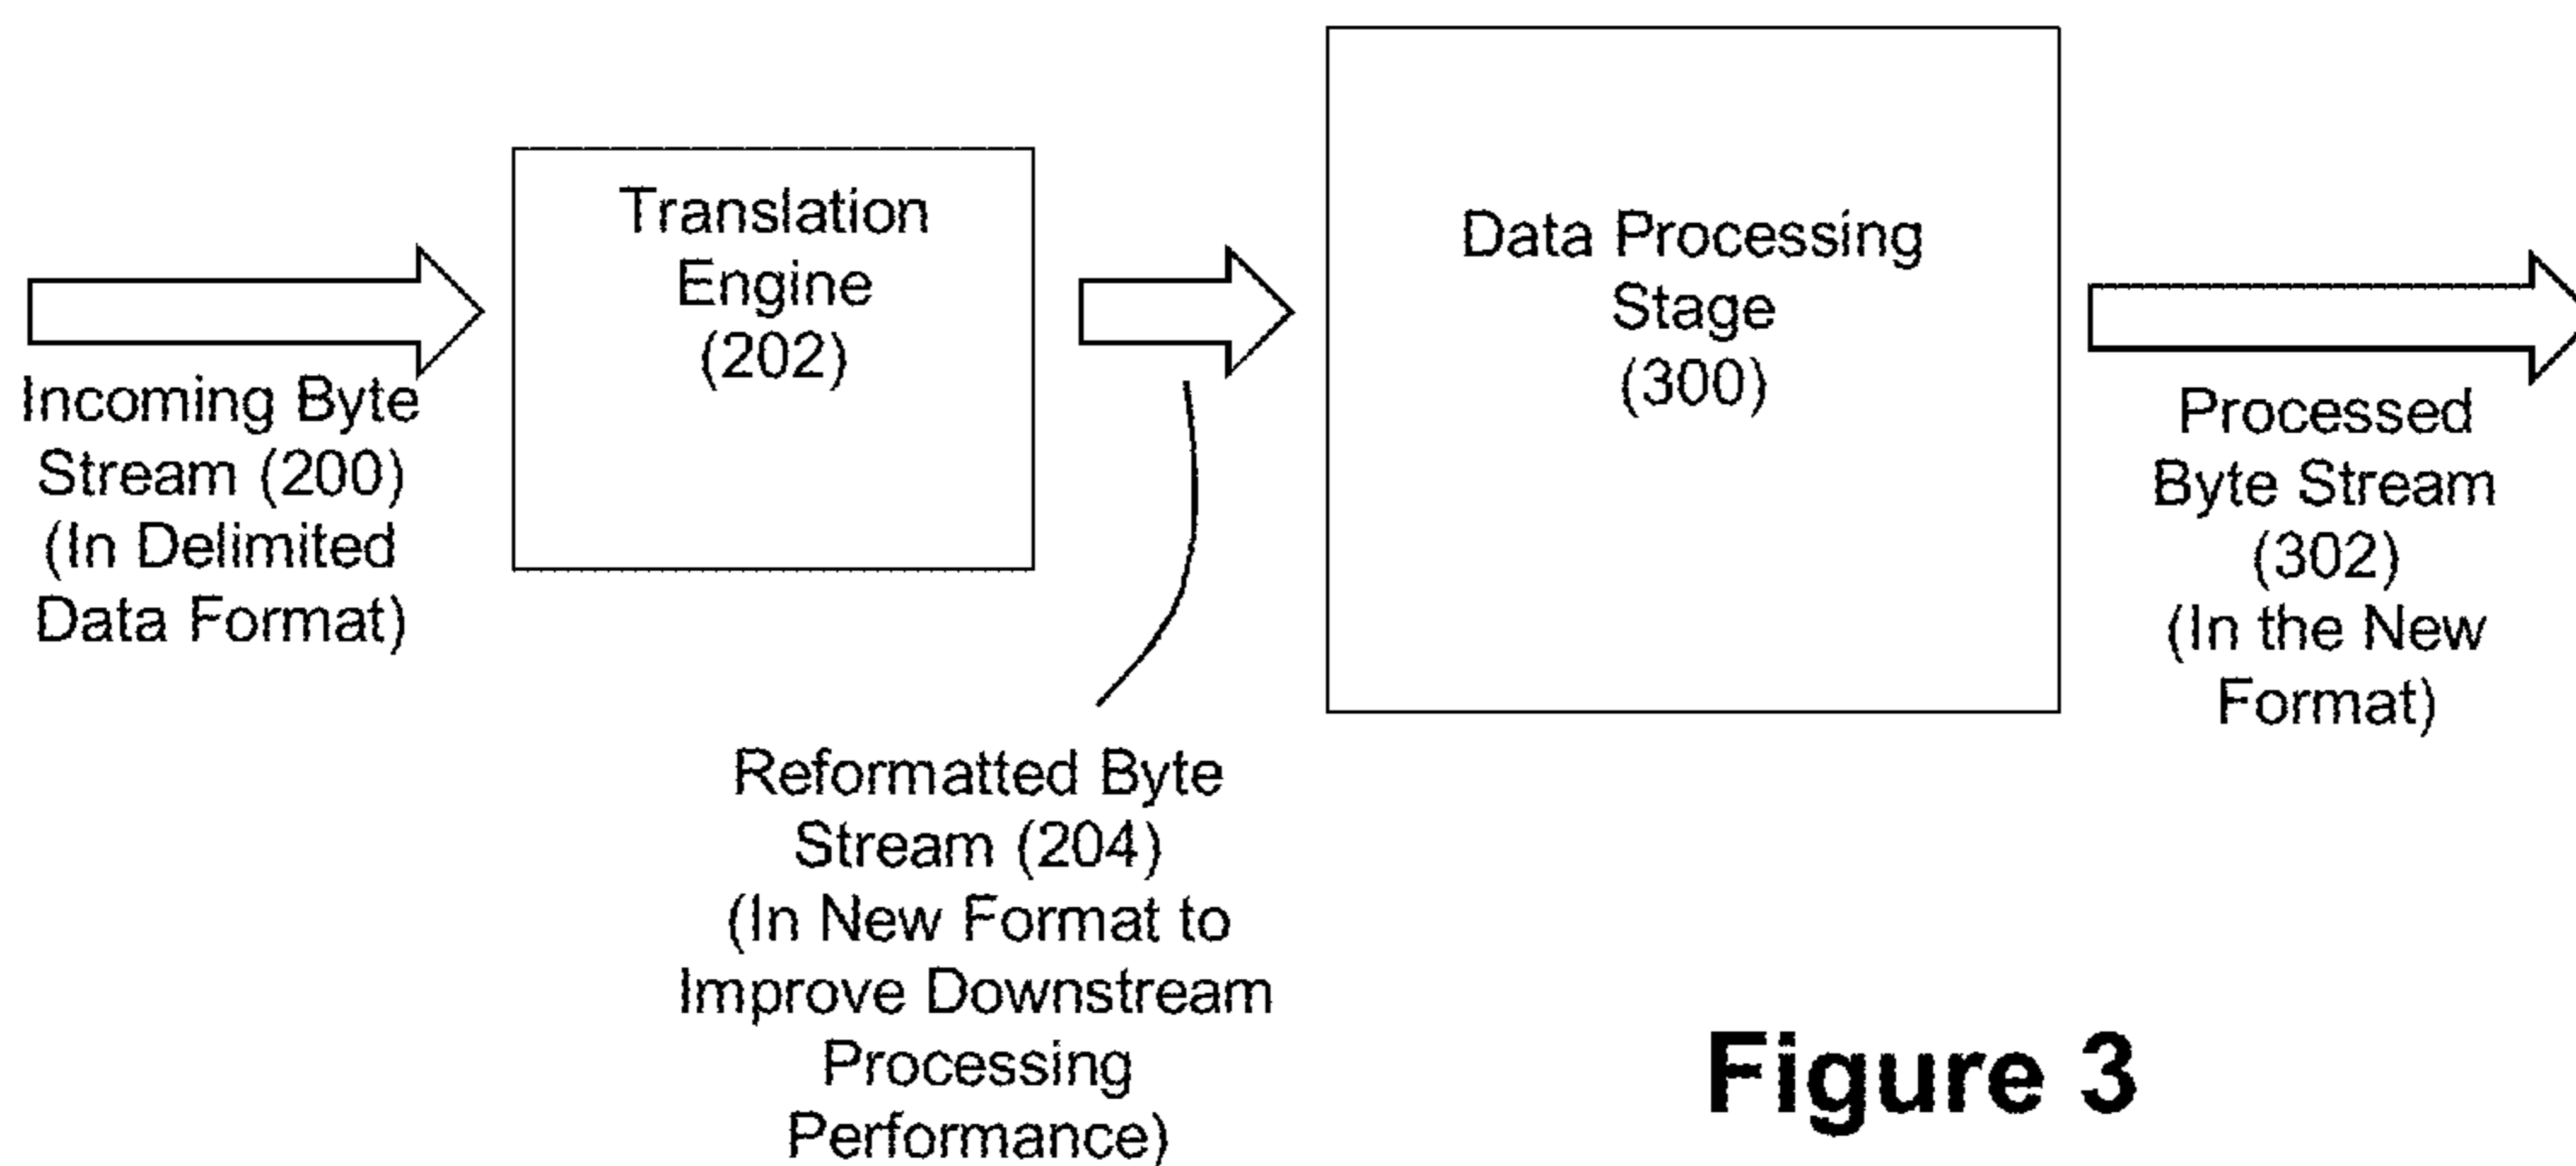 Translation
Engine
(202)
Data Processing
Stage
(300)
Incoming Byte
Stream (200)
(In Delimited
Data Format)
Processed
Byte Stream
(302)
(In the New
Format)
Reformatted Byte
Stream (204)
(In New Format to
Improve Downstream
Processing
Performance)
Figure 3